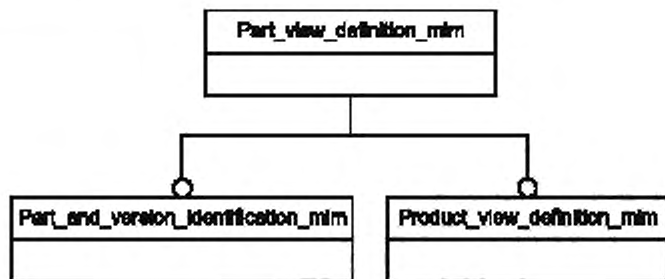 Part_view_definition_mim
Part_and_version_identification_mim
Product_view_definition_mim